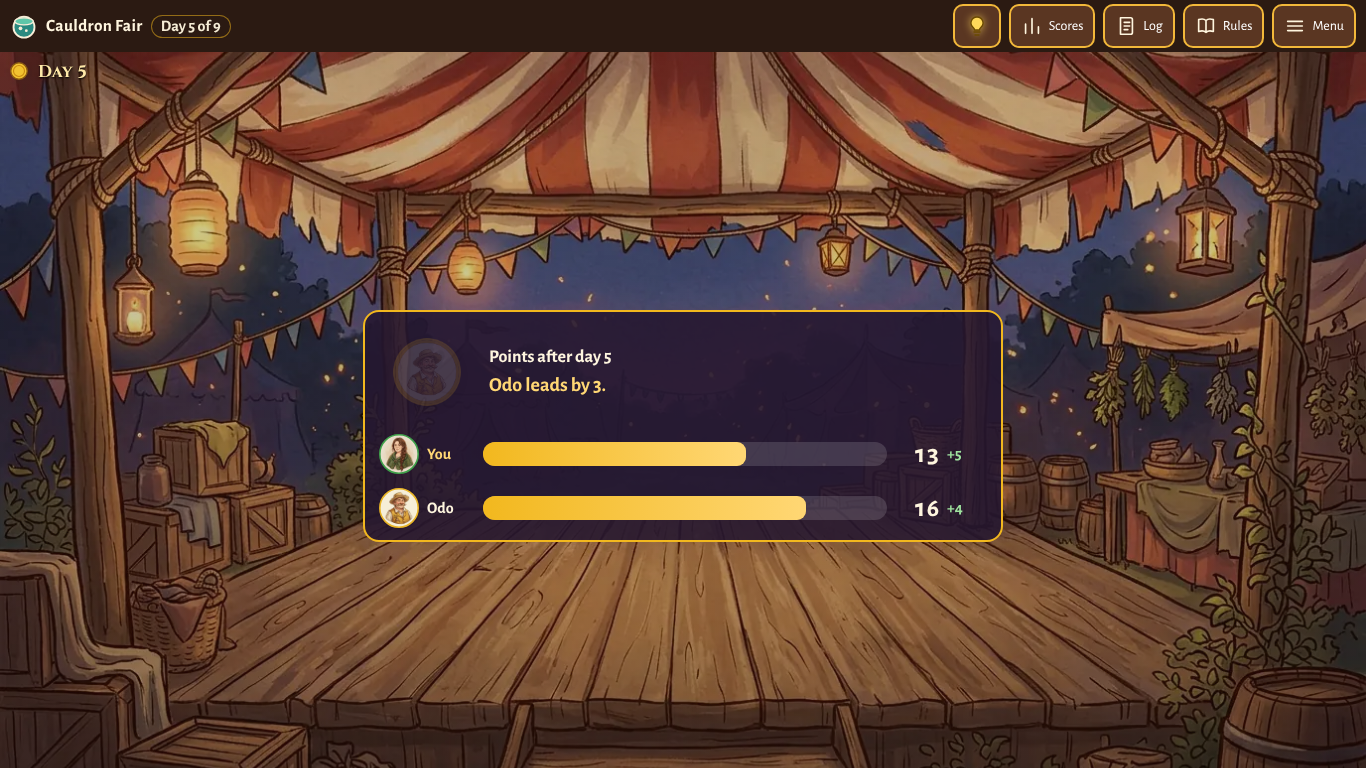 Cauldron Fair
Day 5 of 9
Scores
Log
Rules
Menu
Day 5
Points after day 5
Odo leads by 3.
You
13 +5
Odo
16 +4